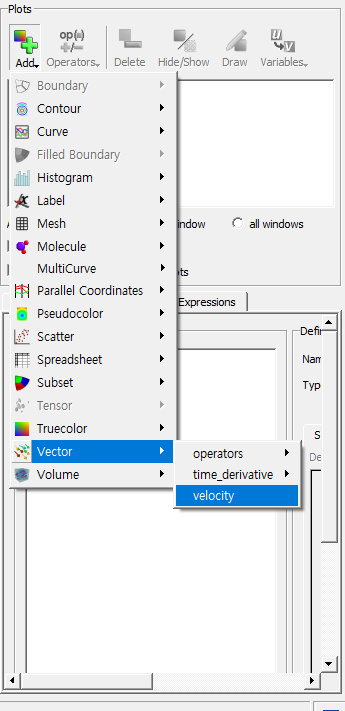 Plots
op(=)
Add Operators Delete Hide/Show Draw Variables
Boundary
Contour
Curve
Filled Boundary
Histogram
Label
Mesh
Molecule
MultiCurve
Parallel Coordinates
Pseudocolor
Scatter
Spreadsheet
Subset
Tensor
Truecolor
Vector
Volume
operators
time_derivative
velocity
A
indow
all windows
ots
Expressions
Defin
Nam
Type
S
De